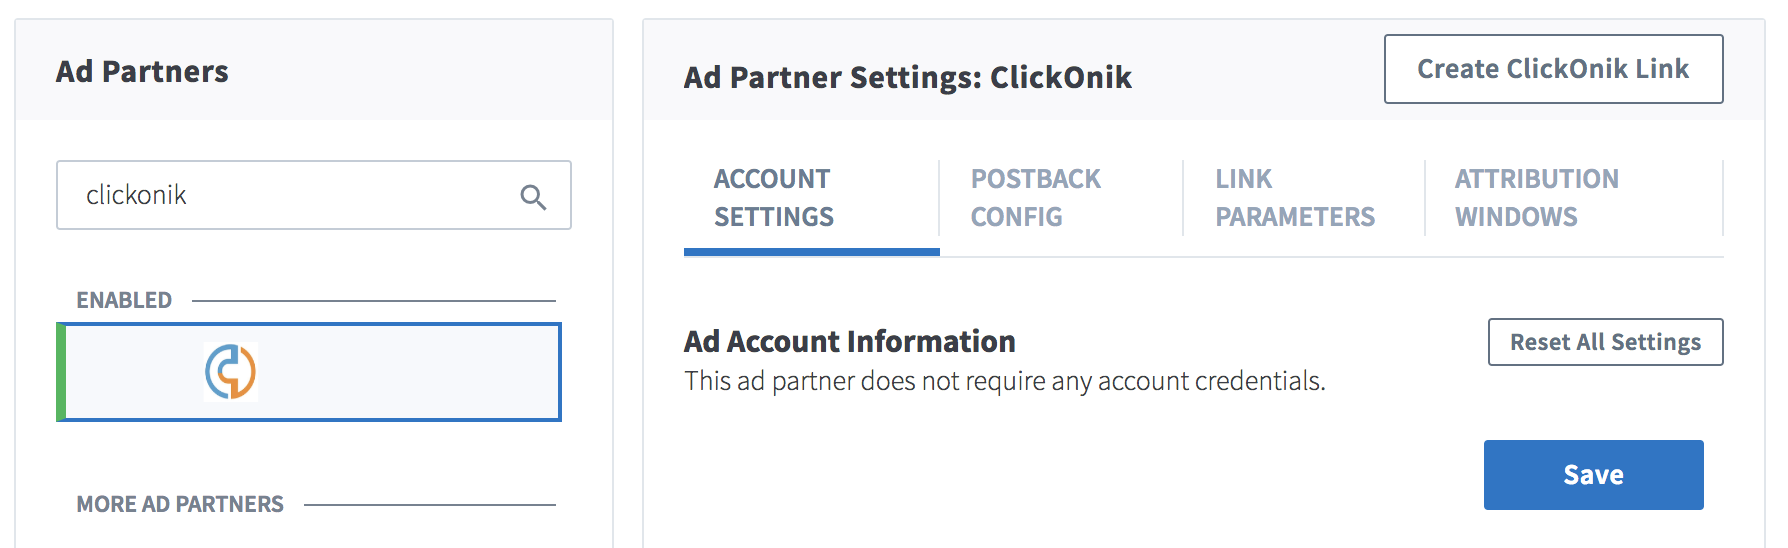 Ad Partners
clickonik
ENABLED
MORE AD PARTNERS
Ad Partner Settings: ClickOnik
Create ClickOnik Link
ACCOUNT
SETTINGS
POSTBACK
CONFIG
LINK
PARAMETERS
ATTRIBUTION
WINDOWS
Ad Account Information
Reset All Settings
This ad partner does not require any account credentials.
Save